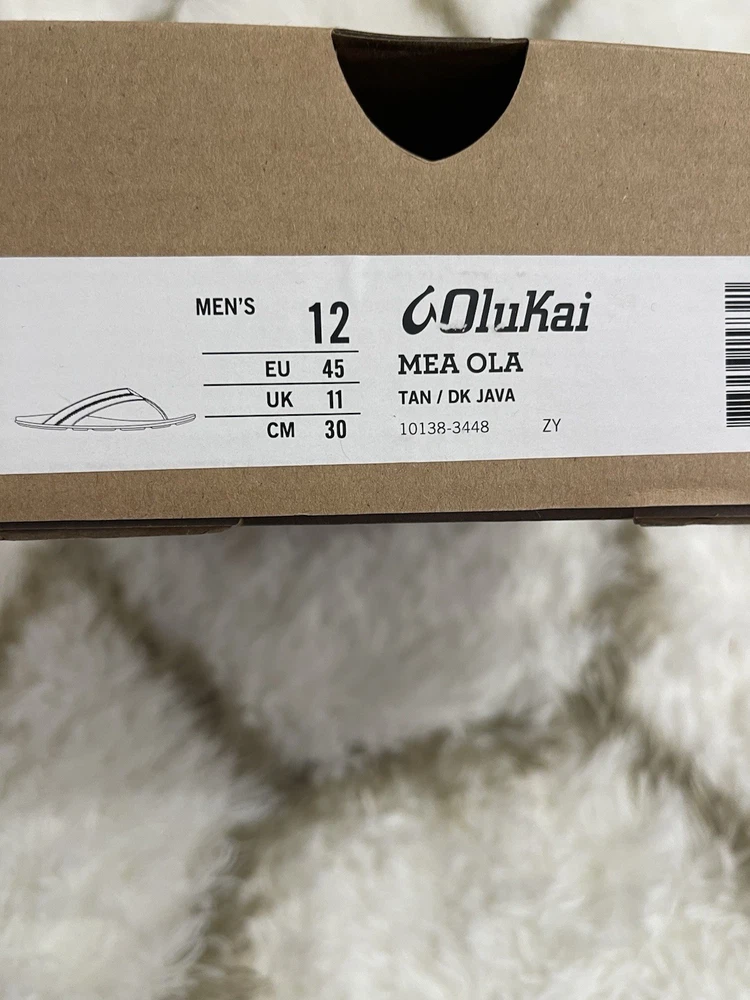 MEN'S 12
EU 45
UK 11
CM 30
OluKai
MEA OLA
TAN / DK JAVA
10138-3448 ZY